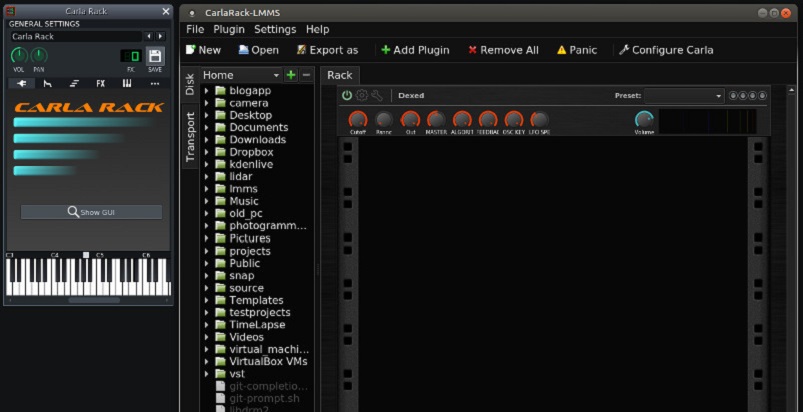 Carla Rack
GENERAL SETTINGS
Carla Rack
VOL PAN FX SAVE
FX
CARLA RACK
Show GUI
C3 C4 C5 C6
CarlaRack-LMMS
File Plugin Settings Help
New Open Export as Add Plugin Remove All Panic Configure Carla
Disk
Transport
Home
blogapp
camera
Desktop
Documents
Downloads
Dropbox
kdenlive
lidar
lmms
Music
old_pc
photogramm...
Pictures
projects
Public
snap
source
Templates
testprojects
TimeLapse
Videos
virtual_machi...
VirtualBox VMs
vst
git-completio...
git-prompt.sh
libdrm2
Rack
Dexed Preset:
Cutoff Out MASTER ALGORIT FEEDBAC OSC KEY LFO SPE Volume